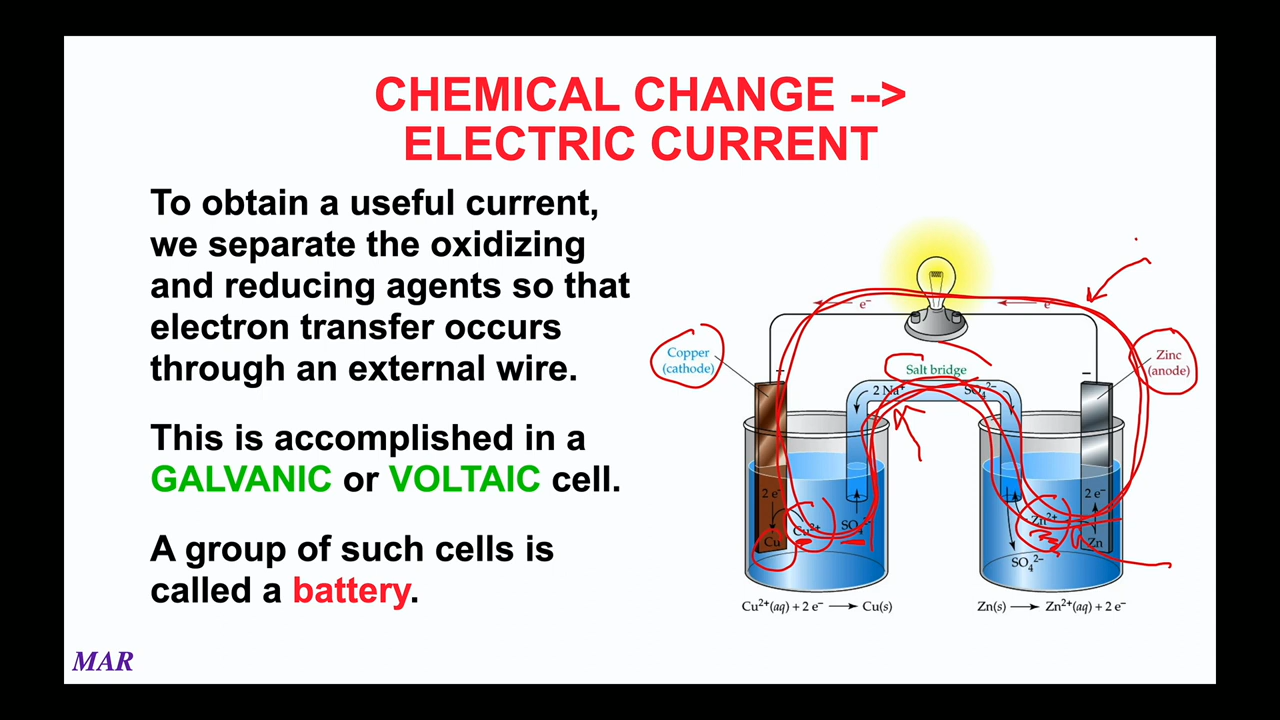 CHEMICAL CHANGE -->
ELECTRIC CURRENT
To obtain a useful current,
we separate the oxidizing
and reducing agents so that
electron transfer occurs
through an external wire.
This is accomplished in a
GALVANIC or VOLTAIC cell.
A group of such cells is
called a battery.
MAR
e⁻
e⁻
Copper
(cathode)
Zinc
(anode)
Salt bridge
2 Na⁺
SO₄²⁻
2 e⁻
Cu²⁺
Cu
SO₄²⁻
Zn²⁺
2 e⁻
Zn
SO₄²⁻
Cu²⁺(aq) + 2 e⁻ ⟶ Cu(s)
Zn(s) ⟶ Zn²⁺(aq) + 2 e⁻